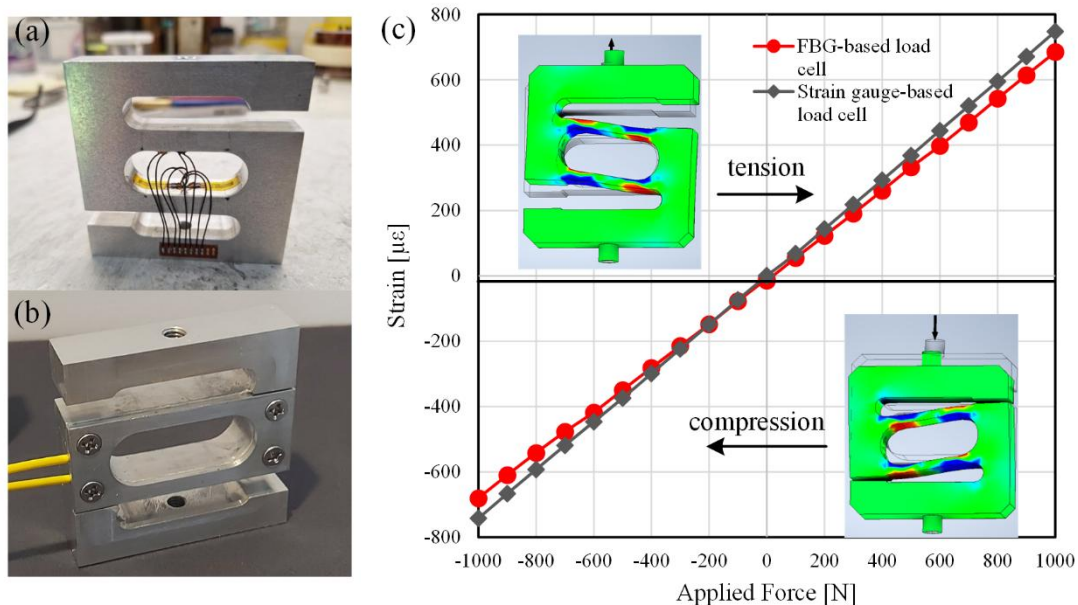 (a)
(b)
(c)
800
600
400
200
0
-200
-400
-600
-800
Strain [με]
FBG-based load
cell
Strain gauge-based
load cell
tension
compression
-1000 -800 -600 -400 -200 0 200 400 600 800 1000
Applied Force [N]